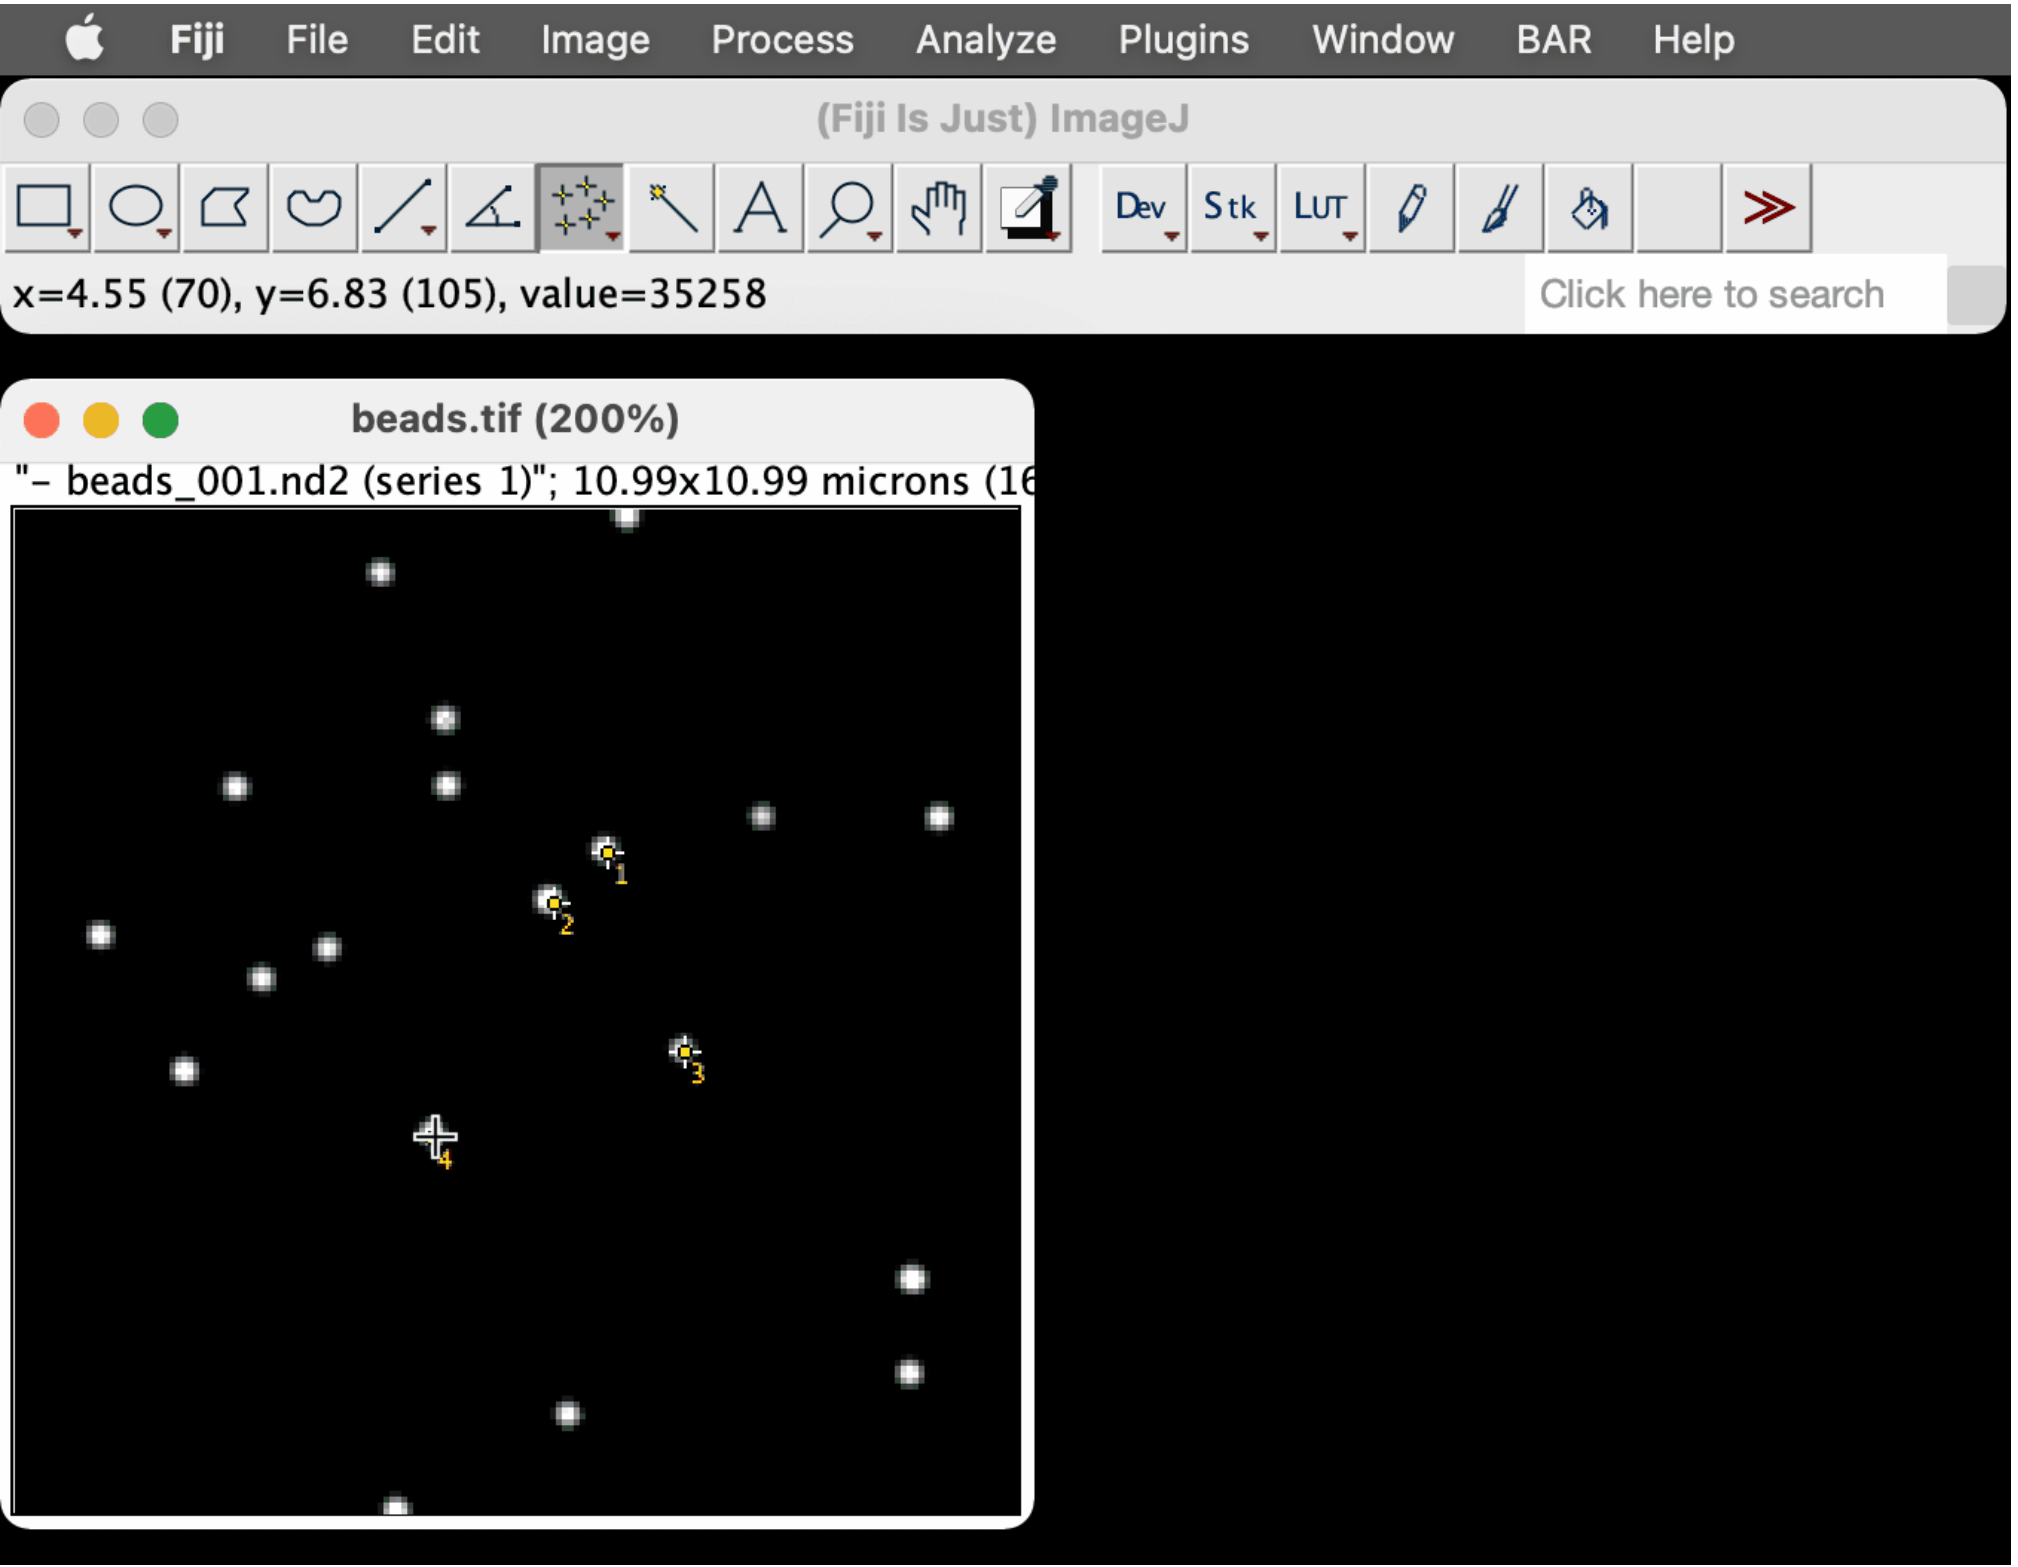 Fiji File Edit Image Process Analyze Plugins Window BAR Help
(Fiji Is Just) ImageJ
A Dev Stk LUT
x=4.55 (70), y=6.83 (105), value=35258 Click here to search
beads.tif (200%)
"- beads_001.nd2 (series 1)"; 10.99x10.99 microns (16
1
2
3
4